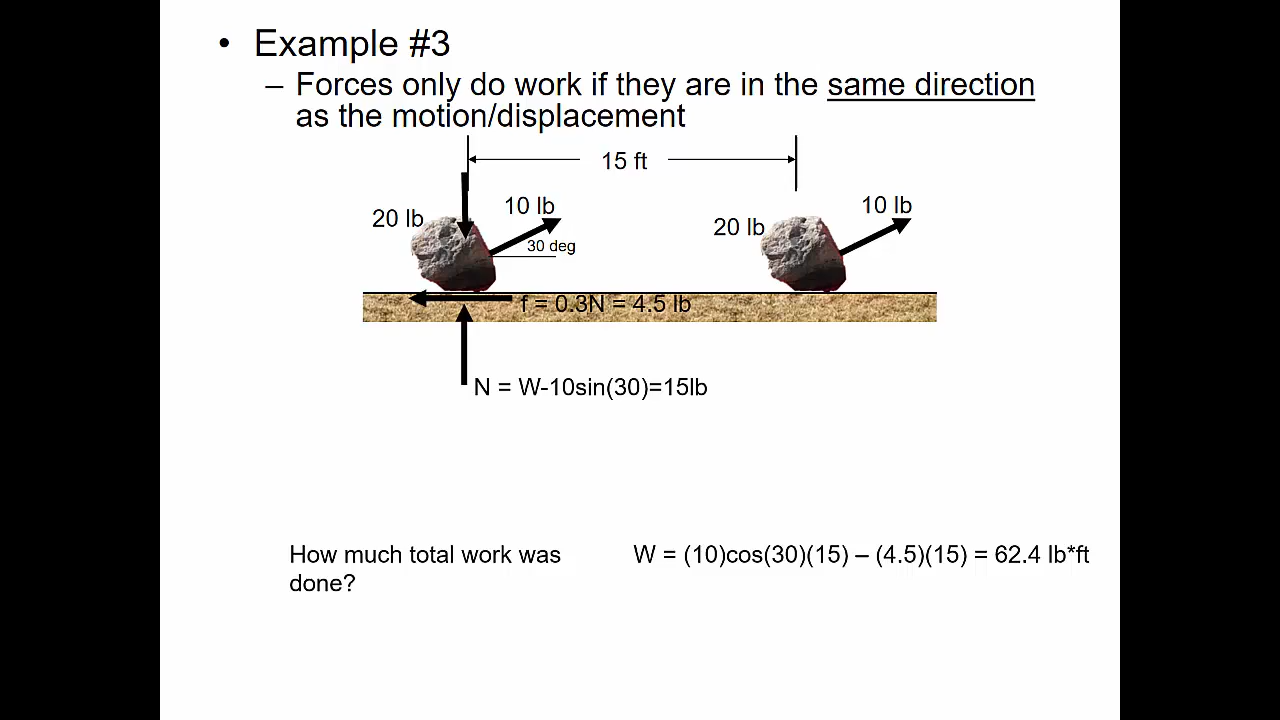 • Example #3
– Forces only do work if they are in the same direction
as the motion/displacement
15 ft
20 lb
10 lb
30 deg
20 lb
10 lb
f = 0.3N = 4.5 lb
N = W-10sin(30)=15lb
How much total work was
done?
W = (10)cos(30)(15) – (4.5)(15) = 62.4 lb*ft